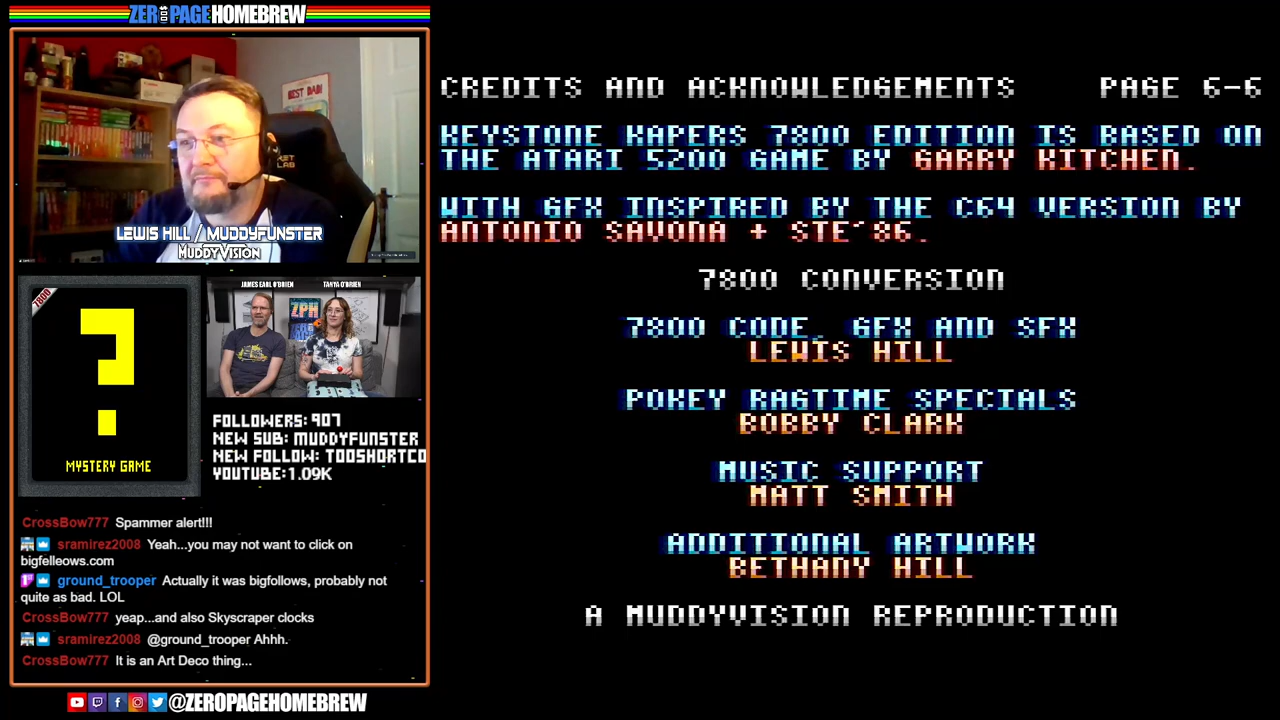 ZERO PAGE HOMEBREW
BEST DAD!
LEWIS HILL / MUDDYFUNSTER
MUDDYVISION
7800
?
MYSTERY GAME
JAMES EARL O'BRIEN
TANYA O'BRIEN
ZPH
FOLLOWERS: 907
NEW SUB: MUDDYFUNSTER
NEW FOLLOW: TOOSHORTCO
YOUTUBE:1.09K
CrossBow777 Spammer alert!!!
sramirez2008 Yeah...you may not want to click on
bigfelleows.com
ground_trooper Actually it was bigfollows, probably not
quite as bad. LOL
CrossBow777 yeap...and also Skyscraper clocks
sramirez2008 @ground_trooper Ahhh.
CrossBow777 It is an Art Deco thing...
@ZEROPAGEHOMEBREW
CREDITS AND ACKNOWLEDGEMENTS PAGE 6-6
KEYSTONE KAPERS 7800 EDITION IS BASED ON
THE ATARI 5200 GAME BY GARRY KITCHEN.
WITH GFX INSPIRED BY THE C64 VERSION BY
ANTONIO SAVONA + STE'86.
7800 CONVERSION
7800 CODE, GFX AND SFX
LEWIS HILL
POKEY RAGTIME SPECIALS
BOBBY CLARK
MUSIC SUPPORT
MATT SMITH
ADDITIONAL ARTWORK
BETHANY HILL
A MUDDYVISION REPRODUCTION